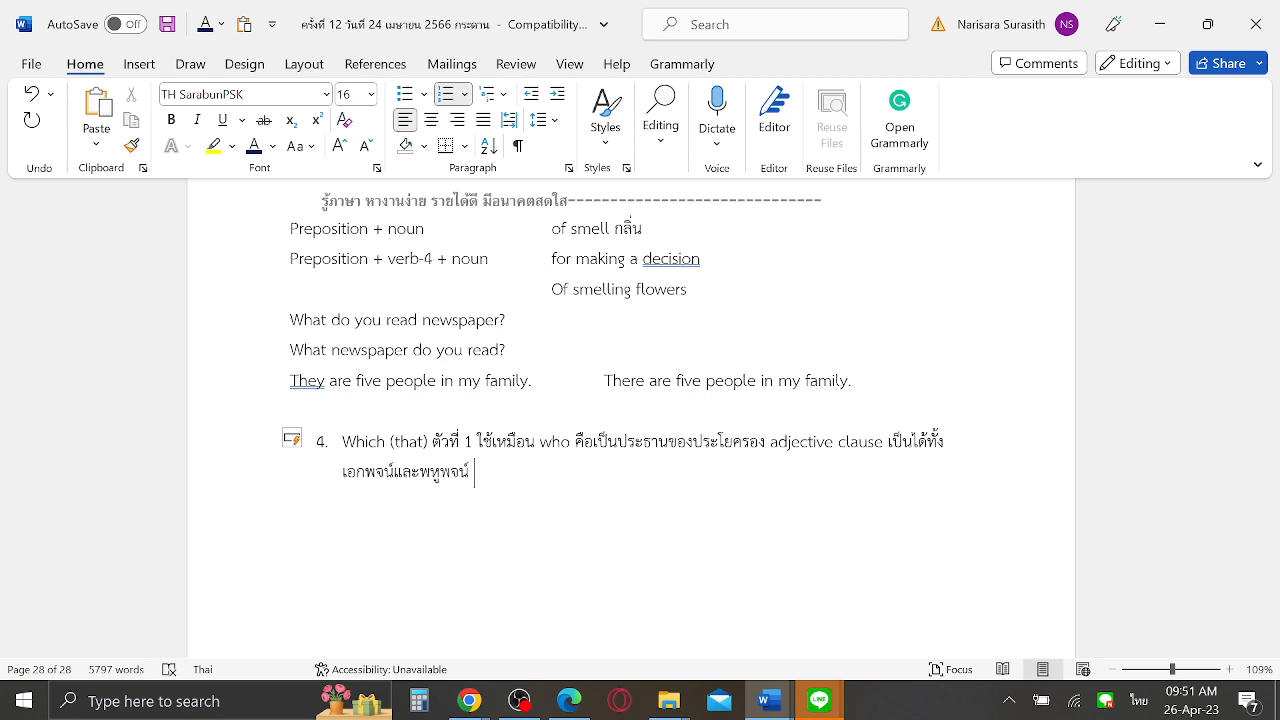 AutoSave Off ครั้งที่ 12 วันที่ 24 เมษายน 2566 กระดาน - Compatibility... Search Narisara Surasith NS
File Home Insert Draw Design Layout References Mailings Review View Help Grammarly Comments Editing Share
TH SarabunPSK 16
Paste Styles Editing Dictate Editor Reuse Files Open Grammarly
Undo Clipboard Font Paragraph Styles Voice Editor Reuse Files Grammarly
รู้ภาษา หางานง่าย รายได้ดี มีอนาคตสดใส------------------------------
Preposition + noun of smell กลิ่น
Preposition + verb-4 + noun for making a decision
Of smelling flowers
What do you read newspaper?
What newspaper do you read?
They are five people in my family. There are five people in my family.
4. Which (that) ตัวที่ 1 ใช้เหมือน who คือเป็นประธานของประโยครอง adjective clause เป็นได้ทั้ง
เอกพจน์และพหูพจน์
Page 28 of 28 5797 words Thai Accessibility: Unavailable Focus 109%
Type here to search ไทย 09:51 AM
26-Apr-23 7